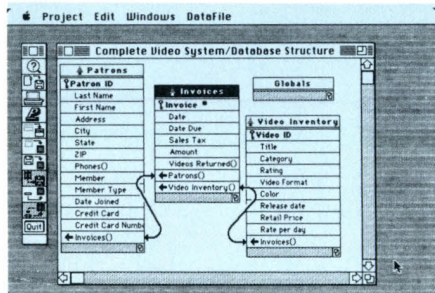 Project Edit Windows DataFile
Complete Video System/Database Structure
Patrons
Patron ID
Last Name
First Name
Address
City
State
ZIP
Phones()
Member
Member Type
Date Joined
Credit Card
Credit Card Numbe
Invoices()
Invoices
Invoice #
Date
Date Due
Sales Tax
Amount
Videos Returned()
Patrons()
Video Inventory()
Globals
Video Inventory
Video ID
Title
Category
Rating
Video Format
Color
Release date
Retail Price
Rate per day
Invoices()
Quit